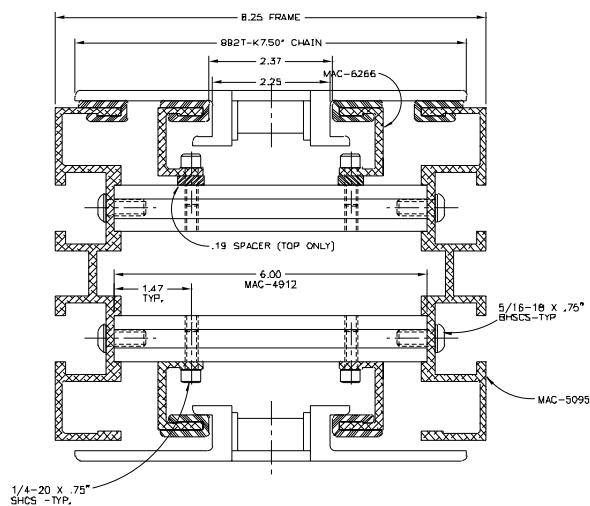 8.25 FRAME
882T-K7.50" CHAIN
2.37
MAC-6266
2.25
.19 SPACER (TOP ONLY)
6.00
MAC-4912
1.47
TYP.
5/16-18 X .75"
BHSCS-TYP
MAC-5095
1/4-20 X .75"
SHCS -TYP.